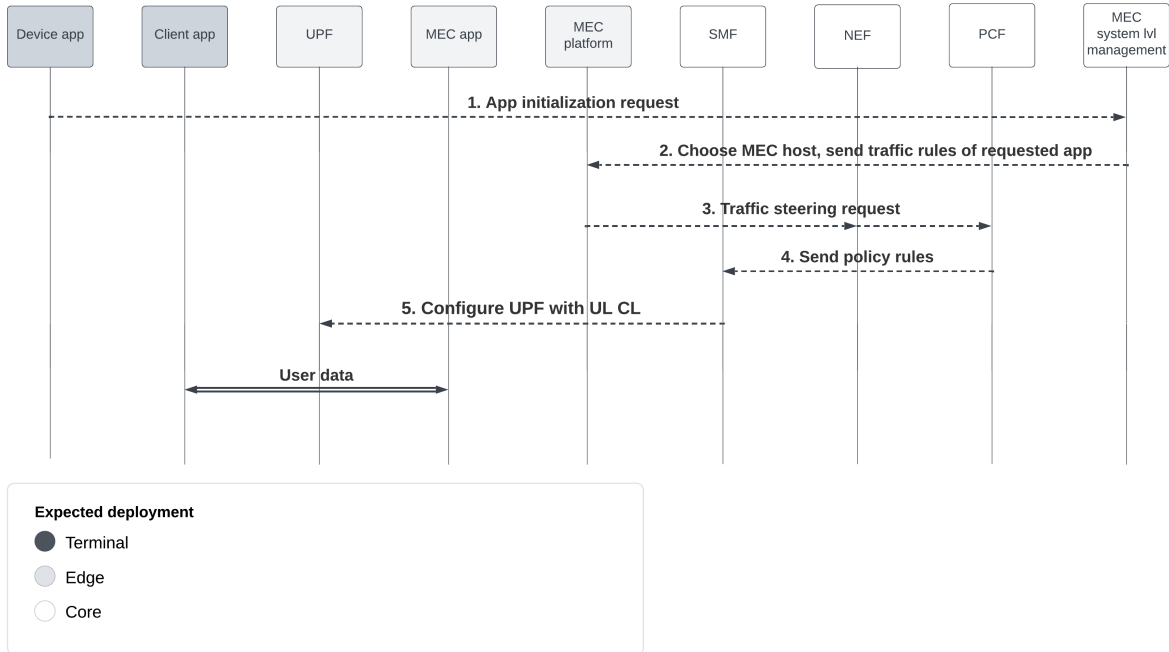 Device app
Client app
UPF
MEC app
MEC
platform
SMF
NEF
PCF
MEC
system lvl
management
1. App initialization request
2. Choose MEC host, send traffic rules of requested app
3. Traffic steering request
4. Send policy rules
5. Configure UPF with UL CL
User data
Expected deployment
Terminal
Edge
Core